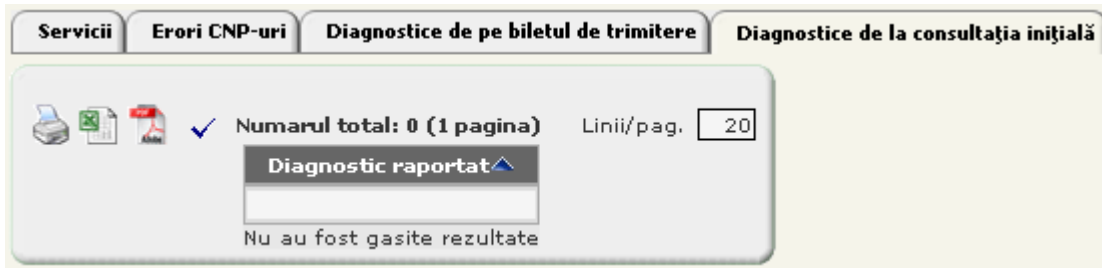 Servicii Erori CNP-uri Diagnostice de pe biletul de trimitere Diagnostice de la consultaţia iniţială
Numarul total: 0 (1 pagina) Linii/pag. 20
Diagnostic raportat
Nu au fost gasite rezultate